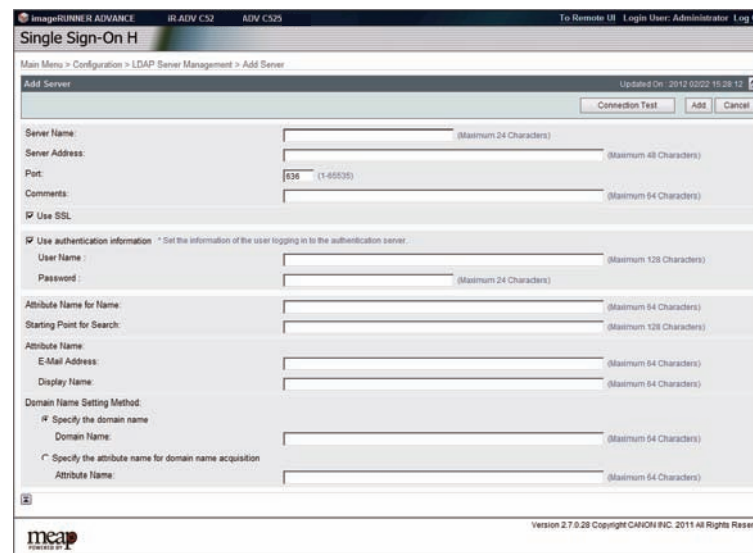 imageRUNNER ADVANCE iR-ADV C52 ADV C525 To Remote UI Login User: Administrator Log
Single Sign-On H
Main Menu > Configuration > LDAP Server Management > Add Server
Add Server Updated On : 2012 02/22 15:28:12
Connection Test Add Cancel
Server Name: (Maximum 24 Characters)
Server Address: (Maximum 48 Characters)
Port: 636 (1-65535)
Comments: (Maximum 64 Characters)
Use SSL
Use authentication information * Set the information of the user logging in to the authentication server.
User Name : (Maximum 128 Characters)
Password : (Maximum 24 Characters)
Attribute Name for Name: (Maximum 64 Characters)
Starting Point for Search: (Maximum 128 Characters)
Attribute Name:
E-Mail Address: (Maximum 64 Characters)
Display Name: (Maximum 64 Characters)
Domain Name Setting Method:
Specify the domain name
Domain Name: (Maximum 64 Characters)
Specify the attribute name for domain name acquisition
Attribute Name: (Maximum 64 Characters)
Version 2.7.0.28 Copyright CANON INC. 2011 All Rights Reser
meap
POWERED BY